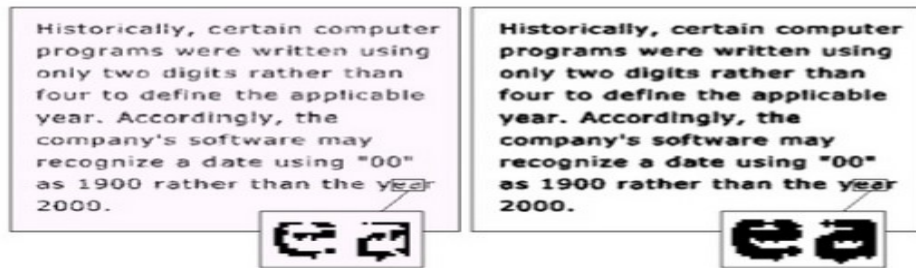 Historically, certain computer
programs were written using
only two digits rather than
four to define the applicable
year. Accordingly, the
company's software may
recognize a date using "00"
as 1900 rather than the year
2000.
ea
Historically, certain computer
programs were written using
only two digits rather than
four to define the applicable
year. Accordingly, the
company's software may
recognize a date using "00"
as 1900 rather than the year
2000.
ea